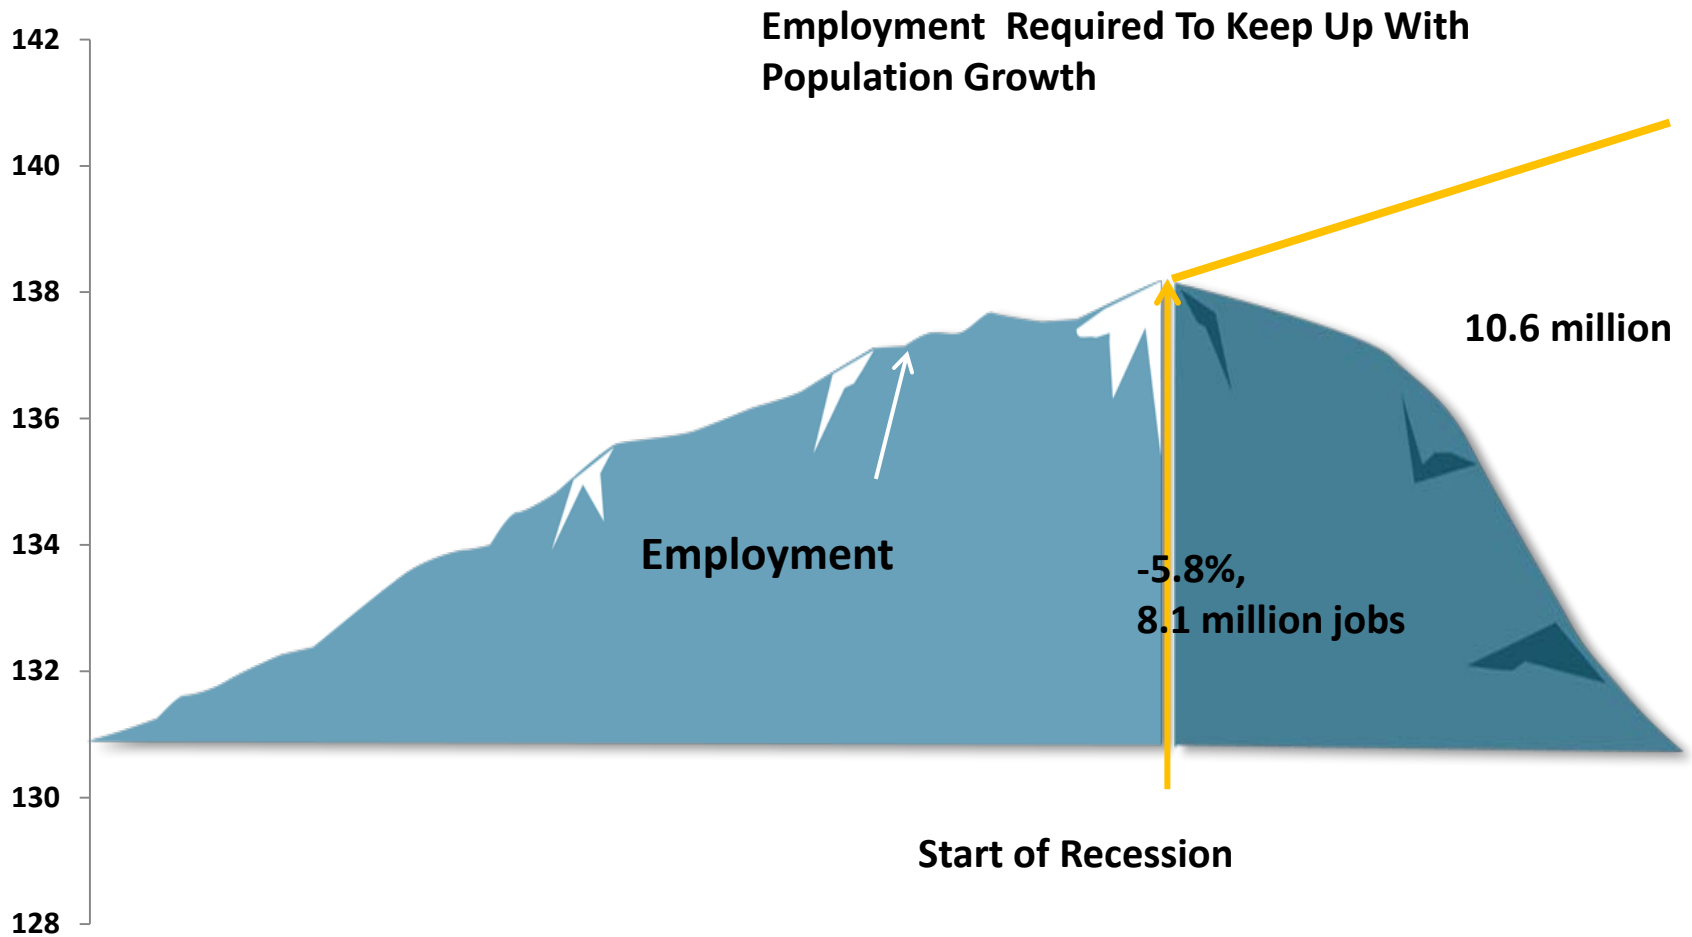 Employment Required To Keep Up With
Population Growth
142
140
138
136
134
132
130
128
10.6 million
Employment
-5.8%,
8.1 million jobs
Start of Recession